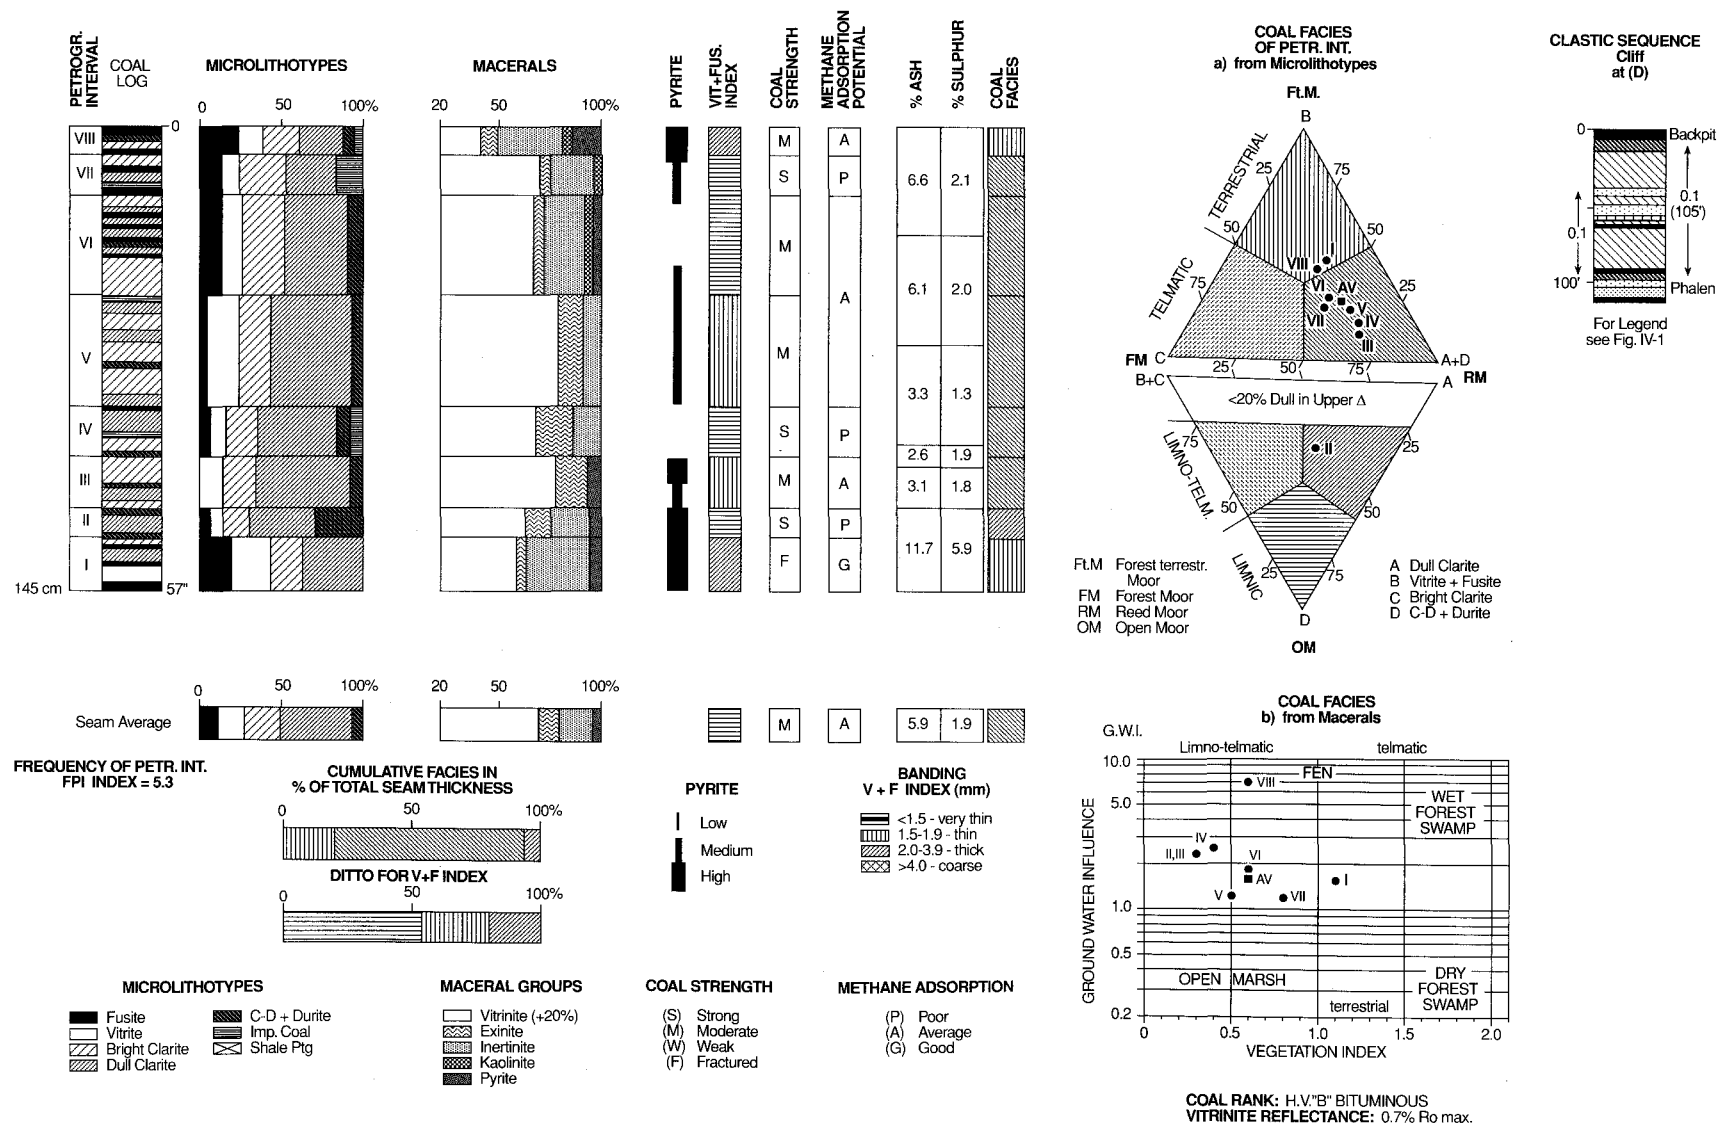 PETROGR. INTERVAL
COAL LOG
MICROLITHOTYPES
0 50 100%
MACERALS
20 50 100%
PYRITE
VIT+FUS. INDEX
COAL STRENGTH
METHANE ADSORPTION POTENTIAL
% ASH
% SULPHUR
COAL FACIES
0
VIII M A
VII S P 6.6 2.1
VI M
A 6.1 2.0
V M
3.3 1.3
IV S P
2.6 1.9
III M A 3.1 1.8
II S P
11.7 5.9
I F G
145 cm 57"
0 50 100%
20 50 100%
Seam Average M A 5.9 1.9
FREQUENCY OF PETR. INT.
FPI INDEX = 5.3
CUMULATIVE FACIES IN
% OF TOTAL SEAM THICKNESS
0 50 100%
DITTO FOR V+F INDEX
0 50 100%
PYRITE
Low
Medium
High
BANDING
V + F INDEX (mm)
<1.5 - very thin
1.5-1.9 - thin
2.0-3.9 - thick
>4.0 - coarse
MICROLITHOTYPES
Fusite
Vitrite
Bright Clarite
Dull Clarite
C-D + Durite
Imp. Coal
Shale Ptg
MACERAL GROUPS
Vitrinite (+20%)
Exinite
Inertinite
Kaolinite
Pyrite
COAL STRENGTH
(S) Strong
(M) Moderate
(W) Weak
(F) Fractured
METHANE ADSORPTION
(P) Poor
(A) Average
(G) Good
COAL FACIES
OF PETR. INT.
a) from Microlithotypes
Ft.M.
B
TERRESTRIAL
25 75
50 50
I
VIII
TELMATIC
75 25
VI AV
V
VII IV
III
FM C A+D
25 50 75
B+C A RM
<20% Dull in Upper Δ
75 25
II
LIMNO-TELM.
50 50
LIMNIC
25 75
D
OM
Ft.M Forest terrestr.
Moor
FM Forest Moor
RM Reed Moor
OM Open Moor
A Dull Clarite
B Vitrite + Fusite
C Bright Clarite
D C-D + Durite
CLASTIC SEQUENCE
Cliff
at (D)
0
Backpit
0.1
(105')
0.1
100'
Phalen
For Legend
see Fig. IV-1
COAL FACIES
b) from Macerals
G.W.I.
Limno-telmatic telmatic
10.0
FEN
VIII
WET
FOREST
SWAMP
5.0
IV
II,III
VI
AV
I
V VII
1.0
0.5
OPEN MARSH
DRY
FOREST
SWAMP
terrestrial
0.2
GROUND WATER INFLUENCE
0 0.5 1.0 1.5 2.0
VEGETATION INDEX
COAL RANK: H.V."B" BITUMINOUS
VITRINITE REFLECTANCE: 0.7% Ro max.